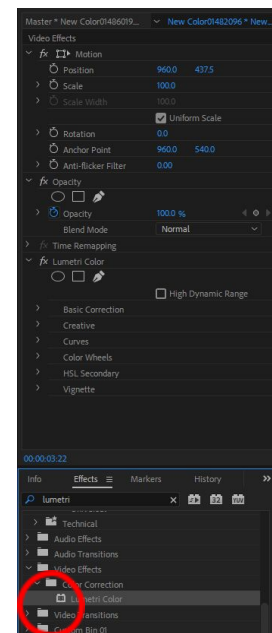 Master * New Color01486019... New Color01482096 * New...
Video Effects
fx Motion
Position 960.0 437.5
Scale 100.0
Scale Width 100.0
Uniform Scale
Rotation 0.0
Anchor Point 960.0 540.0
Anti-flicker Filter 0.00
fx Opacity
Opacity 100.0 %
Blend Mode Normal
fx Time Remapping
fx Lumetri Color
High Dynamic Range
Basic Correction
Creative
Curves
Color Wheels
HSL Secondary
Vignette
00:00:03:22
Info Effects Markers History
lumetri
Technical
Audio Effects
Audio Transitions
Video Effects
Color Correction
Lumetri Color
Video Transitions
Custom Bin 01